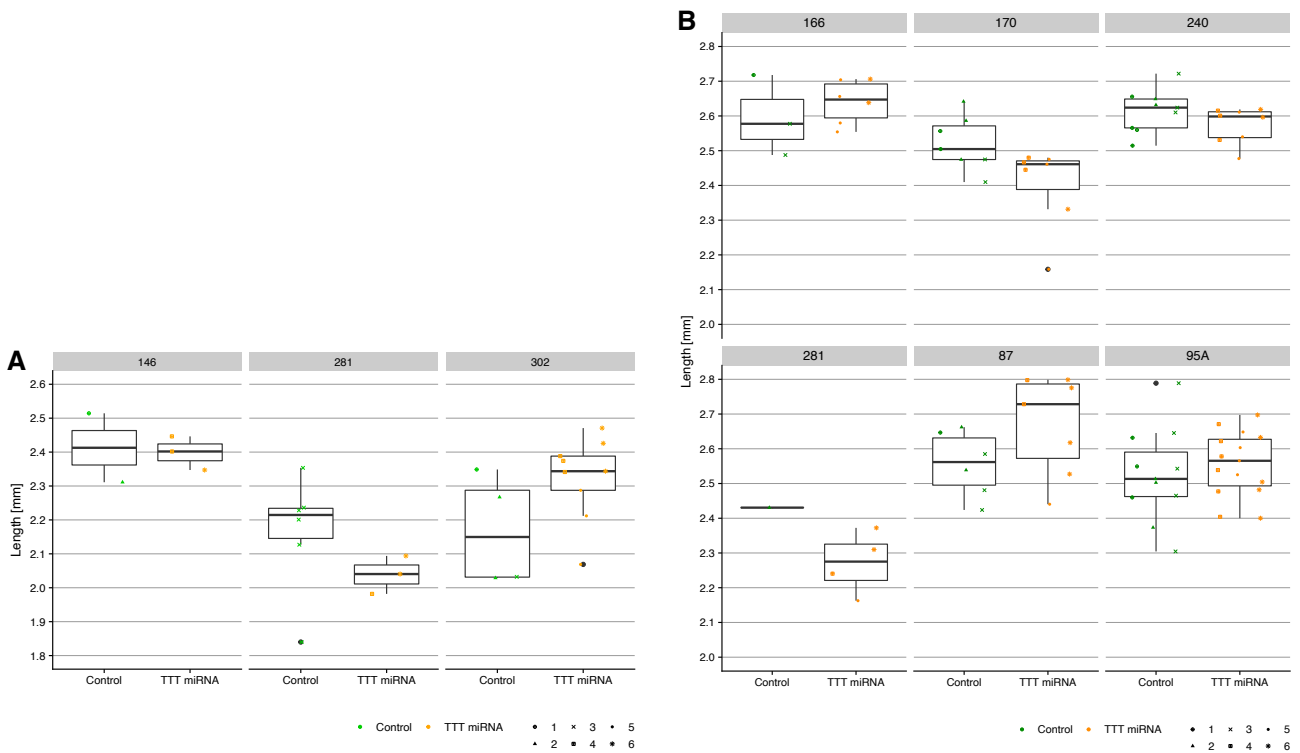 B
166 170 240
2.8
2.7
2.6
2.5
2.4
2.3
2.2
2.1
2.0
Length [mm]
281 87 95A
2.8
2.7
2.6
2.5
2.4
2.3
2.2
2.1
2.0
Control TTT miRNA Control TTT miRNA Control TTT miRNA
Control TTT miRNA 1 3 5
2 4 6
A
146 281 302
2.6
2.5
2.4
2.3
2.2
2.1
2.0
1.9
1.8
Length [mm]
Control TTT miRNA Control TTT miRNA Control TTT miRNA
Control TTT miRNA 1 3 5
2 4 6